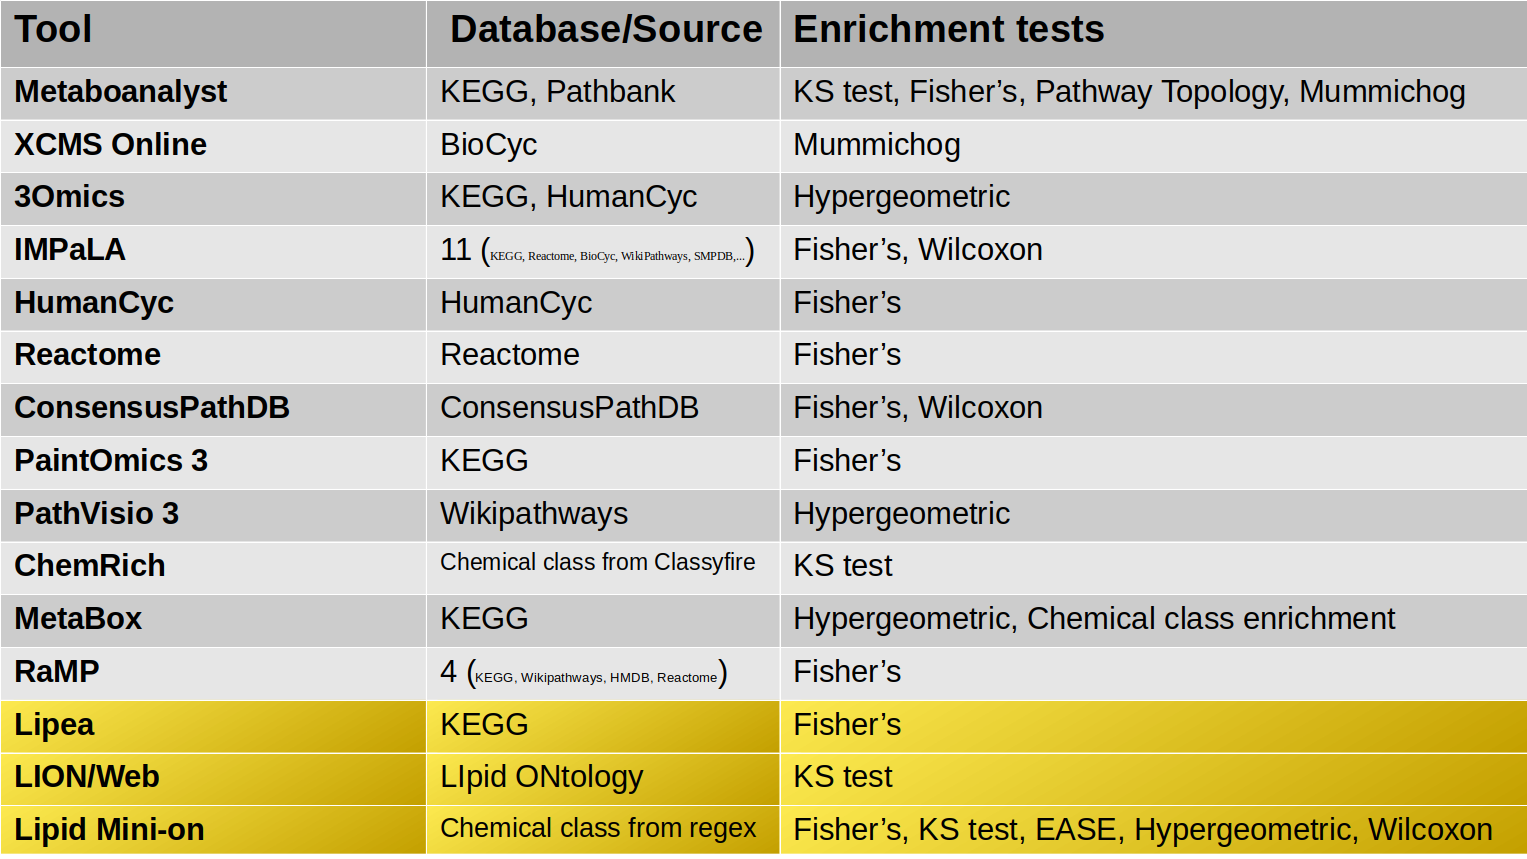 Tool Database/Source Enrichment tests
Metaboanalyst KEGG, Pathbank KS test, Fisher’s, Pathway Topology, Mummichog
XCMS Online BioCyc Mummichog
3Omics KEGG, HumanCyc Hypergeometric
IMPaLA 11 (KEGG, Reactome, BioCyc, WikiPathways, SMPDB,...) Fisher’s, Wilcoxon
HumanCyc HumanCyc Fisher’s
Reactome Reactome Fisher’s
ConsensusPathDB ConsensusPathDB Fisher’s, Wilcoxon
PaintOmics 3 KEGG Fisher’s
PathVisio 3 Wikipathways Hypergeometric
ChemRich Chemical class from Classyfire KS test
MetaBox KEGG Hypergeometric, Chemical class enrichment
RaMP 4 (KEGG, Wikipathways, HMDB, Reactome) Fisher’s
Lipea KEGG Fisher’s
LION/Web LIpid ONtology KS test
Lipid Mini-on Chemical class from regex Fisher’s, KS test, EASE, Hypergeometric, Wilcoxon